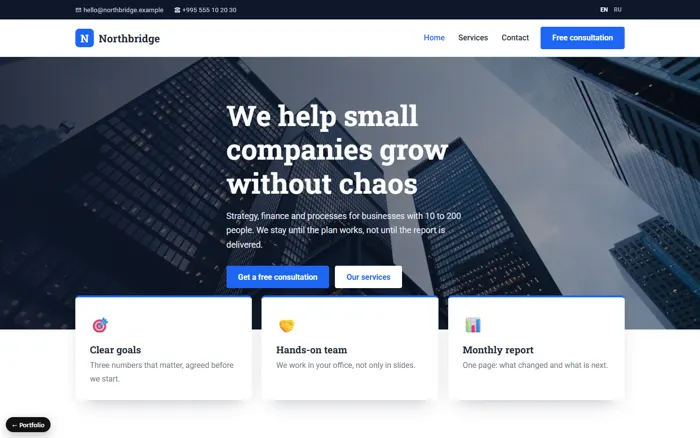 hello@northbridge.example +995 555 10 20 30 EN RU
N Northbridge Home Services Contact Free consultation
We help small
companies grow
without chaos
Strategy, finance and processes for businesses with 10 to 200
people. We stay until the plan works, not until the report is
delivered.
Get a free consultation Our services
Clear goals
Three numbers that matter, agreed before
we start.
Hands-on team
We work in your office, not only in slides.
Monthly report
One page: what changed and what is next.
← Portfolio